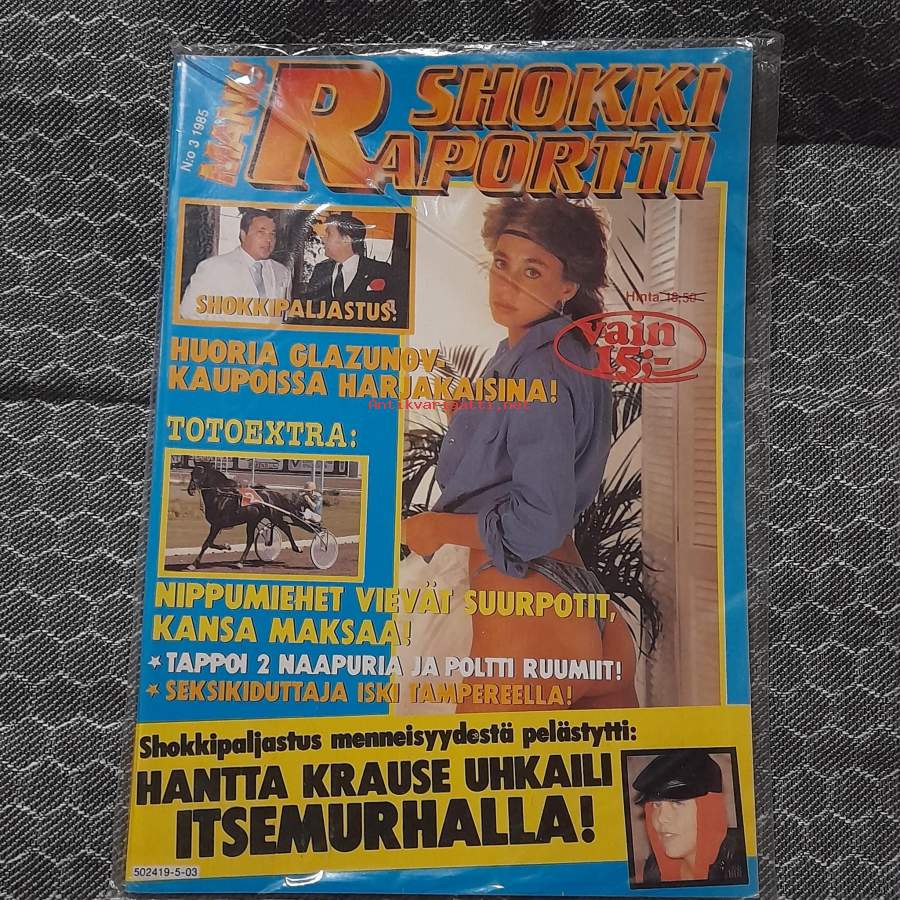 N:o 3 1985
MANU
SHOKKI
RAPORTTI
SHOKKIPALJASTUS:
Hinta 18,50
vain
15;-
HUORIA GLAZUNOV-
KAUPOISSA HARJAKAISINA!
Antikvariaatti.net
TOTOEXTRA:
NIPPUMIEHET VIEVÄT SUURPOTIT,
KANSA MAKSAA!
★ TAPPOI 2 NAAPURIA JA POLTTI RUUMIIT!
★ SEKSIKIDUTTAJA ISKI TAMPEREELLA!
Shokkipaljastus menneisyydestä pelästytti:
HANTTA KRAUSE UHKAILI
ITSEMURHALLA!
502419-5-03